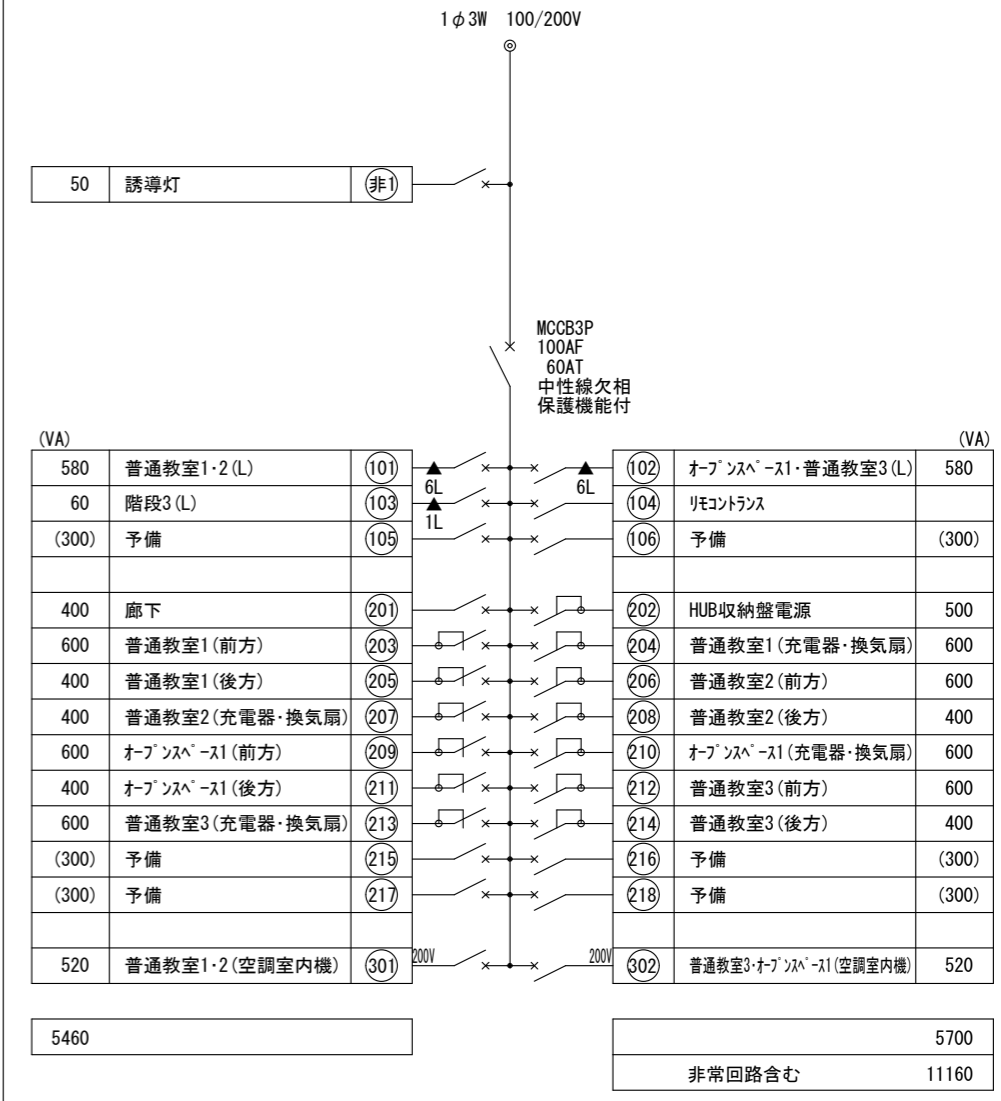 1φ3W 100/200V
50 誘導灯 非1
MCCB3P
100AF
60AT
中性線欠相
保護機能付
(VA) (VA)
580 普通教室1・2(L) 101 6L 6L 102 オープンスペース1・普通教室3(L) 580
60 階段3(L) 103 1L 104 リモコントランス
(300) 予備 105 106 予備 (300)
400 廊下 201 202 HUB収納盤電源 500
600 普通教室1(前方) 203 204 普通教室1(充電器・換気扇) 600
400 普通教室1(後方) 205 206 普通教室2(前方) 600
400 普通教室2(充電器・換気扇) 207 208 普通教室2(後方) 400
600 オープンスペース1(前方) 209 210 オープンスペース1(充電器・換気扇) 600
400 オープンスペース1(後方) 211 212 普通教室3(前方) 600
600 普通教室3(充電器・換気扇) 213 214 普通教室3(後方) 400
(300) 予備 215 216 予備 (300)
(300) 予備 217 218 予備 (300)
520 普通教室1・2(空調室内機) 301 200V 200V 302 普通教室3・オープンスペース1(空調室内機) 520
5460 5700
非常回路含む 11160